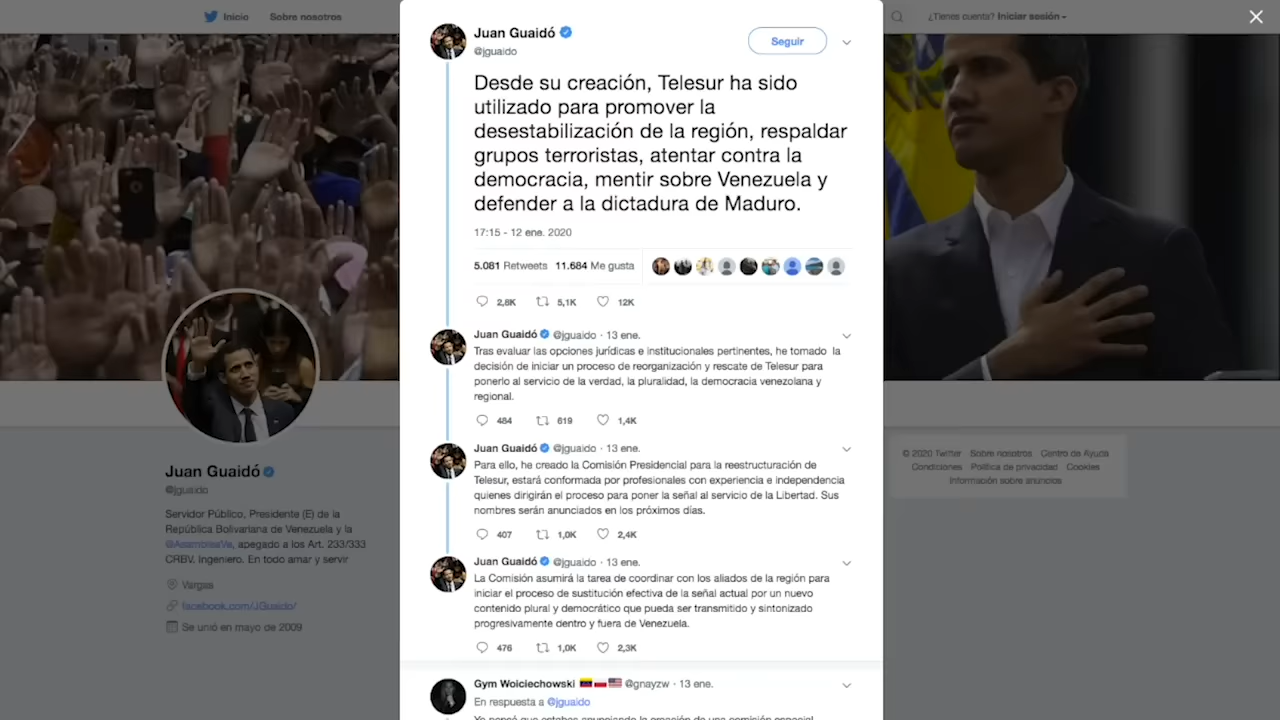 Inicio Sobre nosotros
¿Tienes cuenta? Iniciar sesión
Juan Guaidó
@jguaido
Seguir
Desde su creación, Telesur ha sido
utilizado para promover la
desestabilización de la región, respaldar
grupos terroristas, atentar contra la
democracia, mentir sobre Venezuela y
defender a la dictadura de Maduro.
17:15 - 12 ene. 2020
5.081 Retweets 11.684 Me gusta
2,8K 5,1K 12K
Juan Guaidó @jguaido · 13 ene.
Tras evaluar las opciones jurídicas e institucionales pertinentes, he tomado la
decisión de iniciar un proceso de reorganización y rescate de Telesur para
ponerlo al servicio de la verdad, la pluralidad, la democracia venezolana y
regional.
484 619 1,4K
Juan Guaidó @jguaido · 13 ene.
Para ello, he creado la Comisión Presidencial para la reestructuración de
Telesur, estará conformada por profesionales con experiencia e independencia
quienes dirigirán el proceso para poner la señal al servicio de la Libertad. Sus
nombres serán anunciados en los próximos días.
407 1,0K 2,4K
Juan Guaidó @jguaido · 13 ene.
La Comisión asumirá la tarea de coordinar con los aliados de la región para
iniciar el proceso de sustitución efectiva de la señal actual por un nuevo
contenido plural y democrático que pueda ser transmitido y sintonizado
progresivamente dentro y fuera de Venezuela.
476 1,0K 2,3K
Gym Woiciechowski @gnayzw · 13 ene.
En respuesta a @jguaido
Yo pensé que estabas anunciando la creación de una comisión especial
Juan Guaidó
@jguaido
Servidor Público, Presidente (E) de la
República Bolivariana de Venezuela y la
@AsambleaVe, apegado a los Art. 233/333
CRBV. Ingeniero. En todo amar y servir
Vargas
facebook.com/JGuaido/
Se unió en mayo de 2009
© 2020 Twitter Sobre nosotros Centro de Ayuda
Condiciones Política de privacidad Cookies
Información sobre anuncios